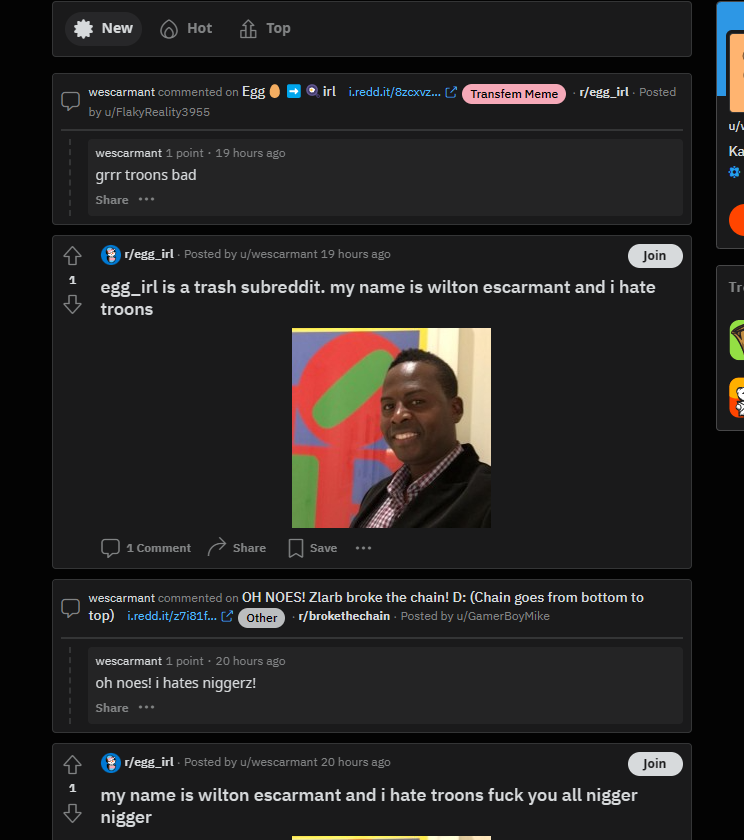 New Hot Top
wescarmant commented on Egg 🥚 ➡️ 🍳 irl i.redd.it/8zcxvz... Transfem Meme · r/egg_irl · Posted
by u/FlakyReality3955
wescarmant 1 point · 19 hours ago
grrr troons bad
Share ···
r/egg_irl · Posted by u/wescarmant 19 hours ago Join
1
egg_irl is a trash subreddit. my name is wilton escarmant and i hate
troons
1 Comment Share Save ···
wescarmant commented on OH NOES! Zlarb broke the chain! D: (Chain goes from bottom to
top) i.redd.it/z7i81f... Other · r/brokethechain · Posted by u/GamerBoyMike
wescarmant 1 point · 20 hours ago
oh noes! i hates niggerz!
Share ···
r/egg_irl · Posted by u/wescarmant 20 hours ago Join
1
my name is wilton escarmant and i hate troons fuck you all nigger
nigger
u/
Ka